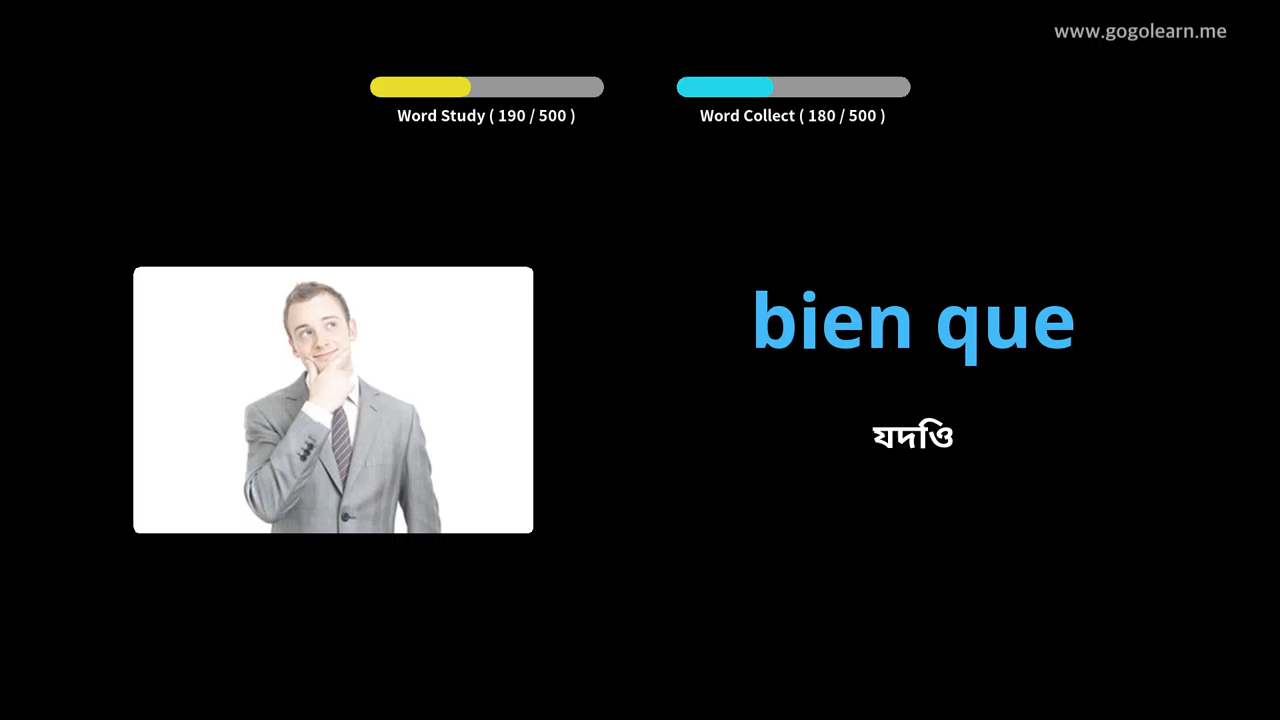 www.gogolearn.me
Word Study ( 190 / 500 )
Word Collect ( 180 / 500 )
bien que
যদিও